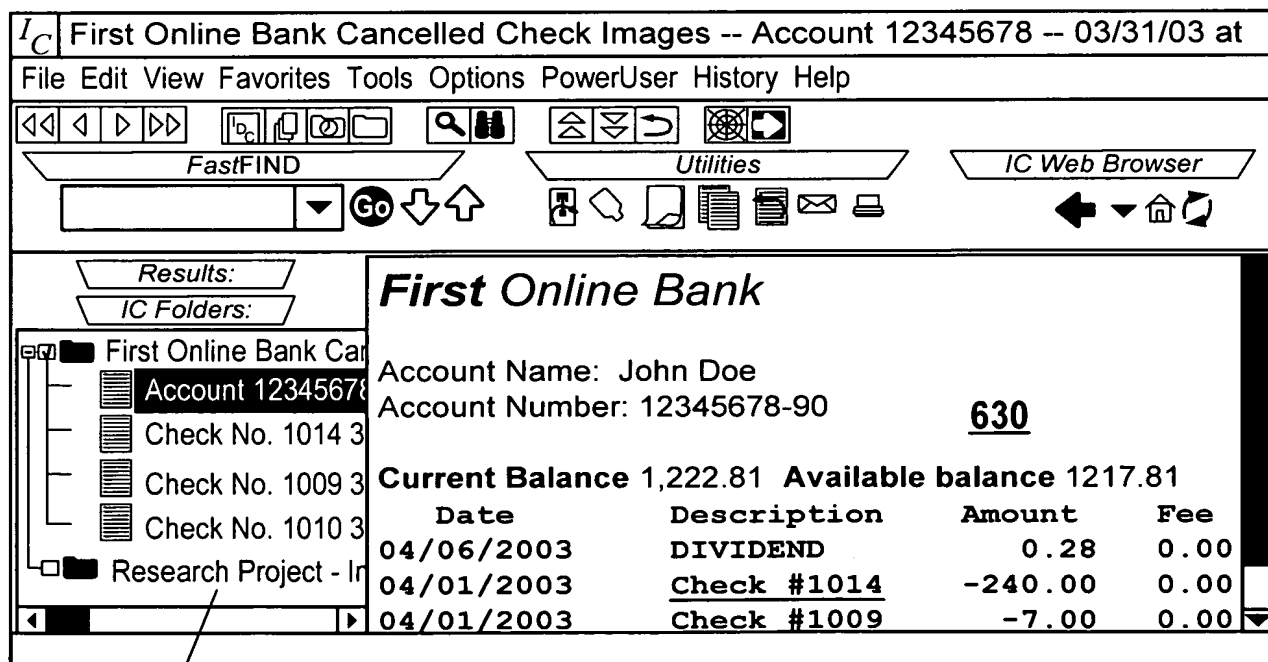 IC First Online Bank Cancelled Check Images -- Account 12345678 -- 03/31/03 at
File Edit View Favorites Tools Options PowerUser History Help
FastFIND Utilities IC Web Browser
Go
Results:
IC Folders:
First Online Bank Can
Account 12345678
Check No. 1014 3
Check No. 1009 3
Check No. 1010 3
Research Project - In
First Online Bank
Account Name: John Doe
Account Number: 12345678-90
630
Current Balance 1,222.81 Available balance 1217.81
Date Description Amount Fee
04/06/2003 DIVIDEND 0.28 0.00
04/01/2003 Check #1014 -240.00 0.00
04/01/2003 Check #1009 -7.00 0.00